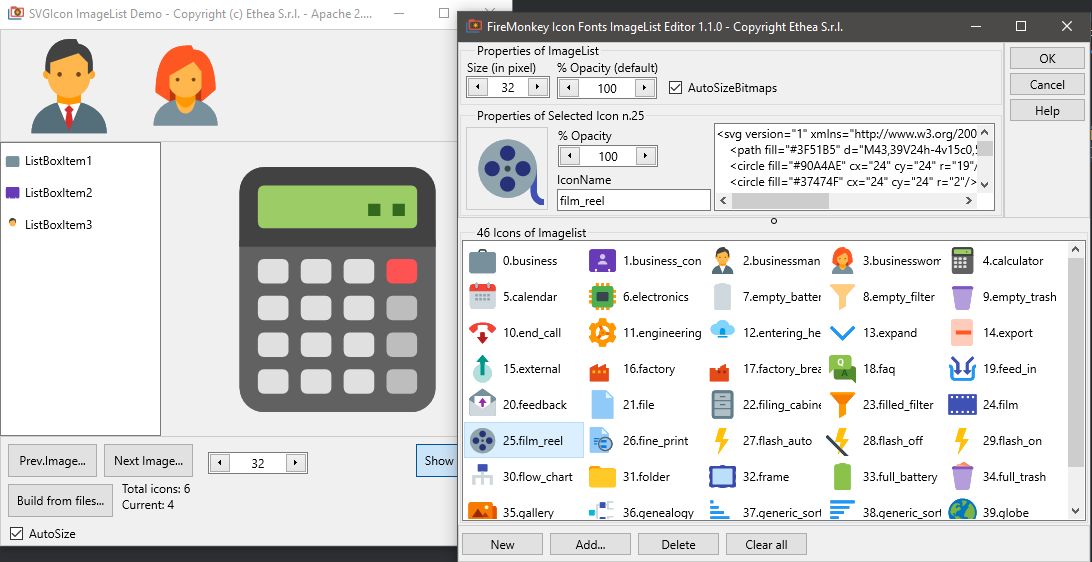 SVGIcon ImageList Demo - Copyright (c) Ethea S.r.l. - Apache 2....
ListBoxItem1
ListBoxItem2
ListBoxItem3
Prev.Image...
Next Image...
32
Show
Build from files...
Total icons: 6
Current: 4
AutoSize
FireMonkey Icon Fonts ImageList Editor 1.1.0 - Copyright Ethea S.r.l.
Properties of ImageList
Size (in pixel)
% Opacity (default)
32
100
AutoSizeBitmaps
OK
Cancel
Help
Properties of Selected Icon n.25
% Opacity
100
IconName
film_reel
<svg version="1" xmlns="http://www.w3.org/200
<path fill="#3F51B5" d="M43,39V24h-4v15c0,5
<circle fill="#90A4AE" cx="24" cy="24" r="19"/
<circle fill="#37474F" cx="24" cy="24" r="2"/>
46 Icons of Imagelist
0.business
1.business_con
2.businessman
3.businesswom
4.calculator
5.calendar
6.electronics
7.empty_batter
8.empty_filter
9.empty_trash
10.end_call
11.engineering
12.entering_he
13.expand
14.export
15.external
16.factory
17.factory_brea
Q
A
18.faq
19.feed_in
20.feedback
21.file
22.filing_cabine
23.filled_filter
24.film
25.film_reel
26.fine_print
27.flash_auto
28.flash_off
29.flash_on
30.flow_chart
31.folder
32.frame
33.full_battery
34.full_trash
35.gallery
36.genealogy
37.generic_sort
38.generic_sort
39.globe
New
Add...
Delete
Clear all